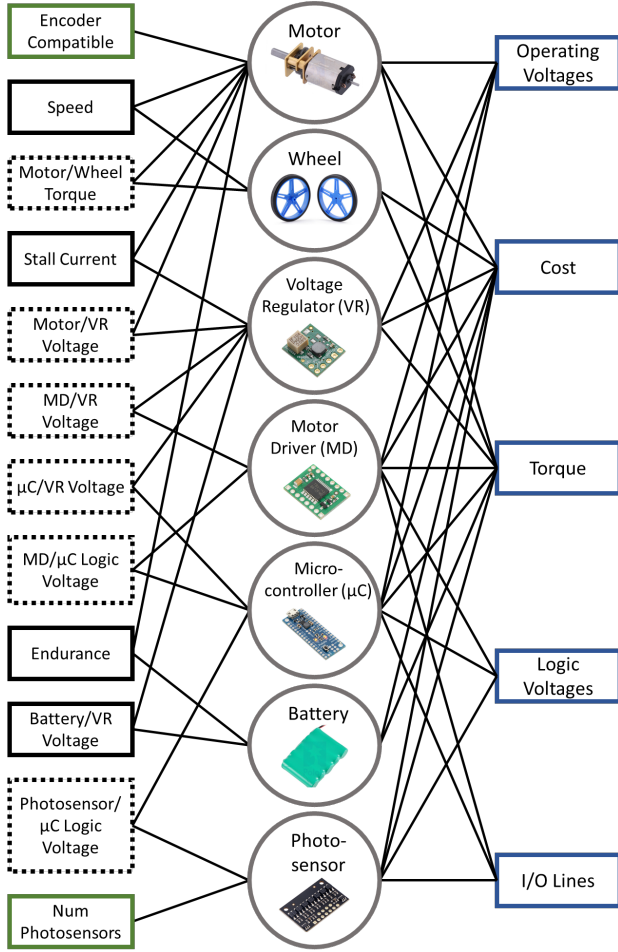 Encoder
Compatible
Speed
Motor/Wheel
Torque
Stall Current
Motor/VR
Voltage
MD/VR
Voltage
µC/VR Voltage
MD/µC Logic
Voltage
Endurance
Battery/VR
Voltage
Photosensor/
µC Logic
Voltage
Num
Photosensors
Motor
Wheel
Voltage
Regulator (VR)
Motor
Driver (MD)
Micro-
controller (µC)
Battery
Photo-
sensor
Operating
Voltages
Cost
Torque
Logic
Voltages
I/O Lines